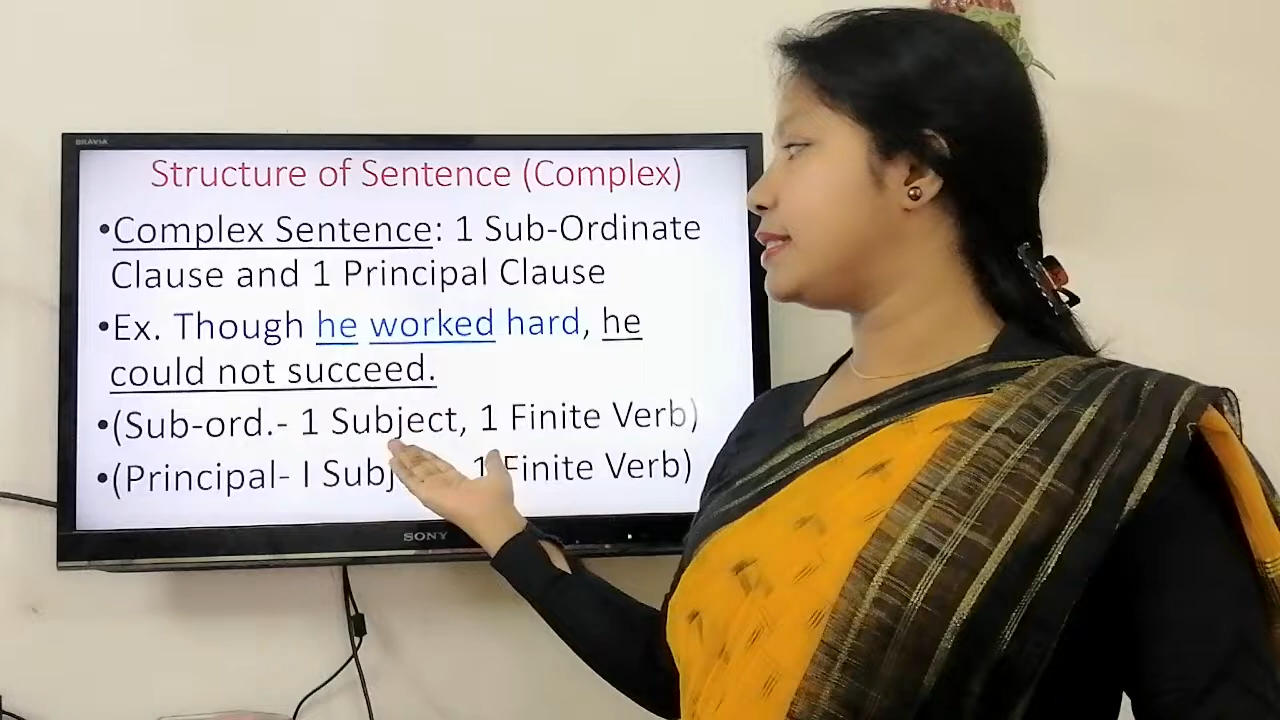 BRAVIA
Structure of Sentence (Complex)
•Complex Sentence: 1 Sub-Ordinate
Clause and 1 Principal Clause
•Ex. Though he worked hard, he
could not succeed.
•(Sub-ord.- 1 Subject, 1 Finite Verb)
•(Principal- I Subj 1 Finite Verb)
SONY